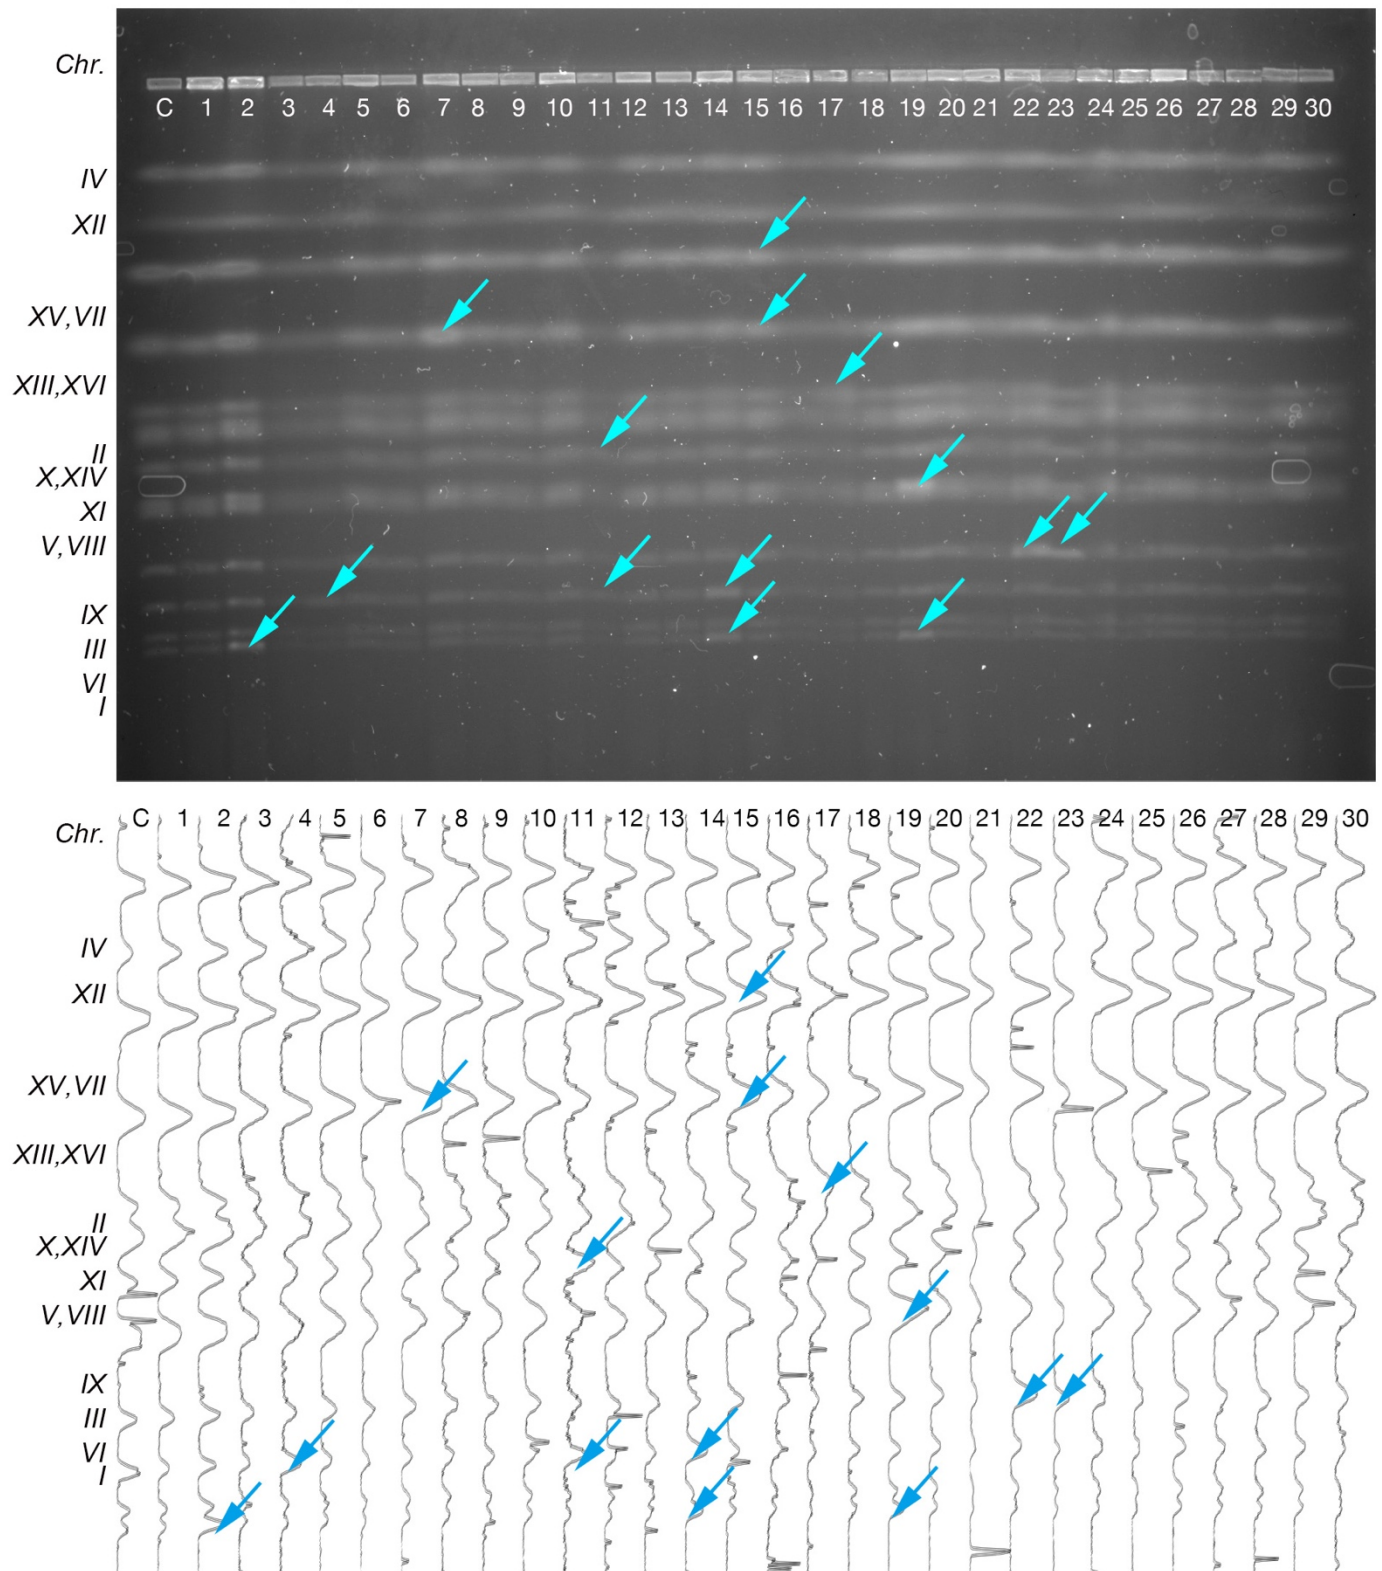 Chr.
C 1 2 3 4 5 6 7 8 9 10 11 12 13 14 15 16 17 18 19 20 21 22 23 24 25 26 27 28 29 30
IV
XII
XV,VII
XIII,XVI
II
X,XIV
XI
V,VIII
IX
III
VI
I
C 1 2 3 4 5 6 7 8 9 10 11 12 13 14 15 16 17 18 19 20 21 22 23 24 25 26 27 28 29 30
Chr.
IV
XII
XV,VII
XIII,XVI
II
X,XIV
XI
V,VIII
IX
III
VI
I